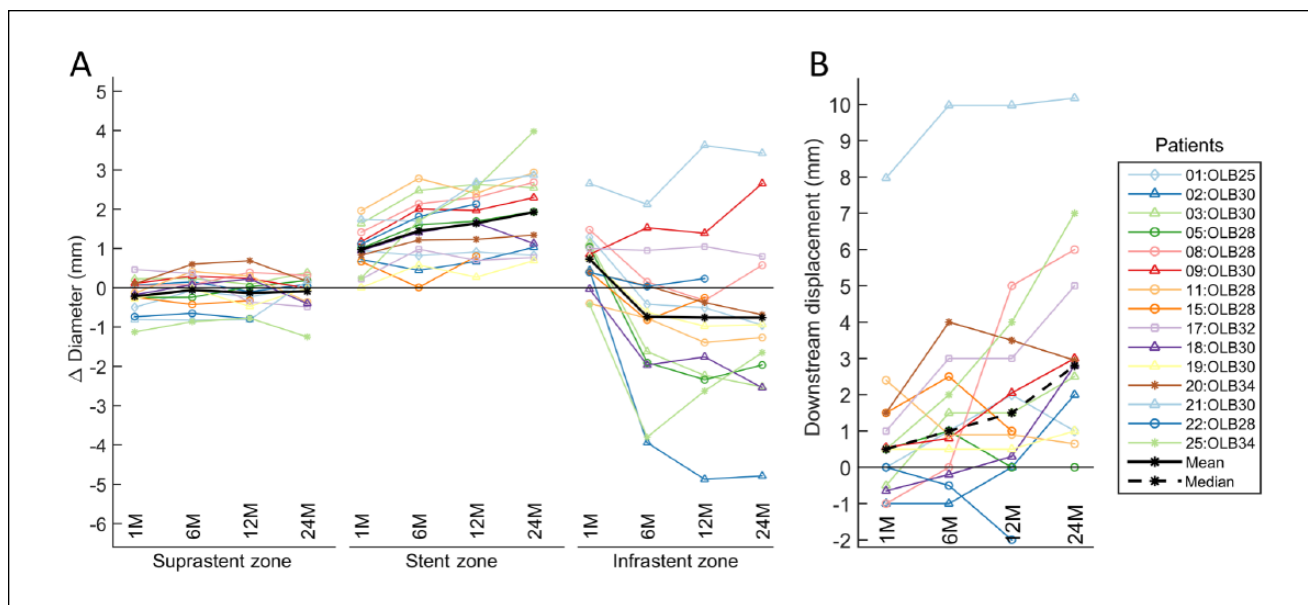 A
Δ Diameter (mm)
5
4
3
2
1
0
-1
-2
-3
-4
-5
-6
1M 6M 12M 24M
1M 6M 12M 24M
1M 6M 12M 24M
Suprastent zone
Stent zone
Infrastent zone
B
Downstream displacement (mm)
10
9
8
7
6
5
4
3
2
1
0
-1
-2
1M 6M 12M 24M
Patients
01:OLB25
02:OLB30
03:OLB30
05:OLB28
08:OLB28
09:OLB30
11:OLB28
15:OLB28
17:OLB32
18:OLB30
19:OLB30
20:OLB34
21:OLB30
22:OLB28
25:OLB34
Mean
Median